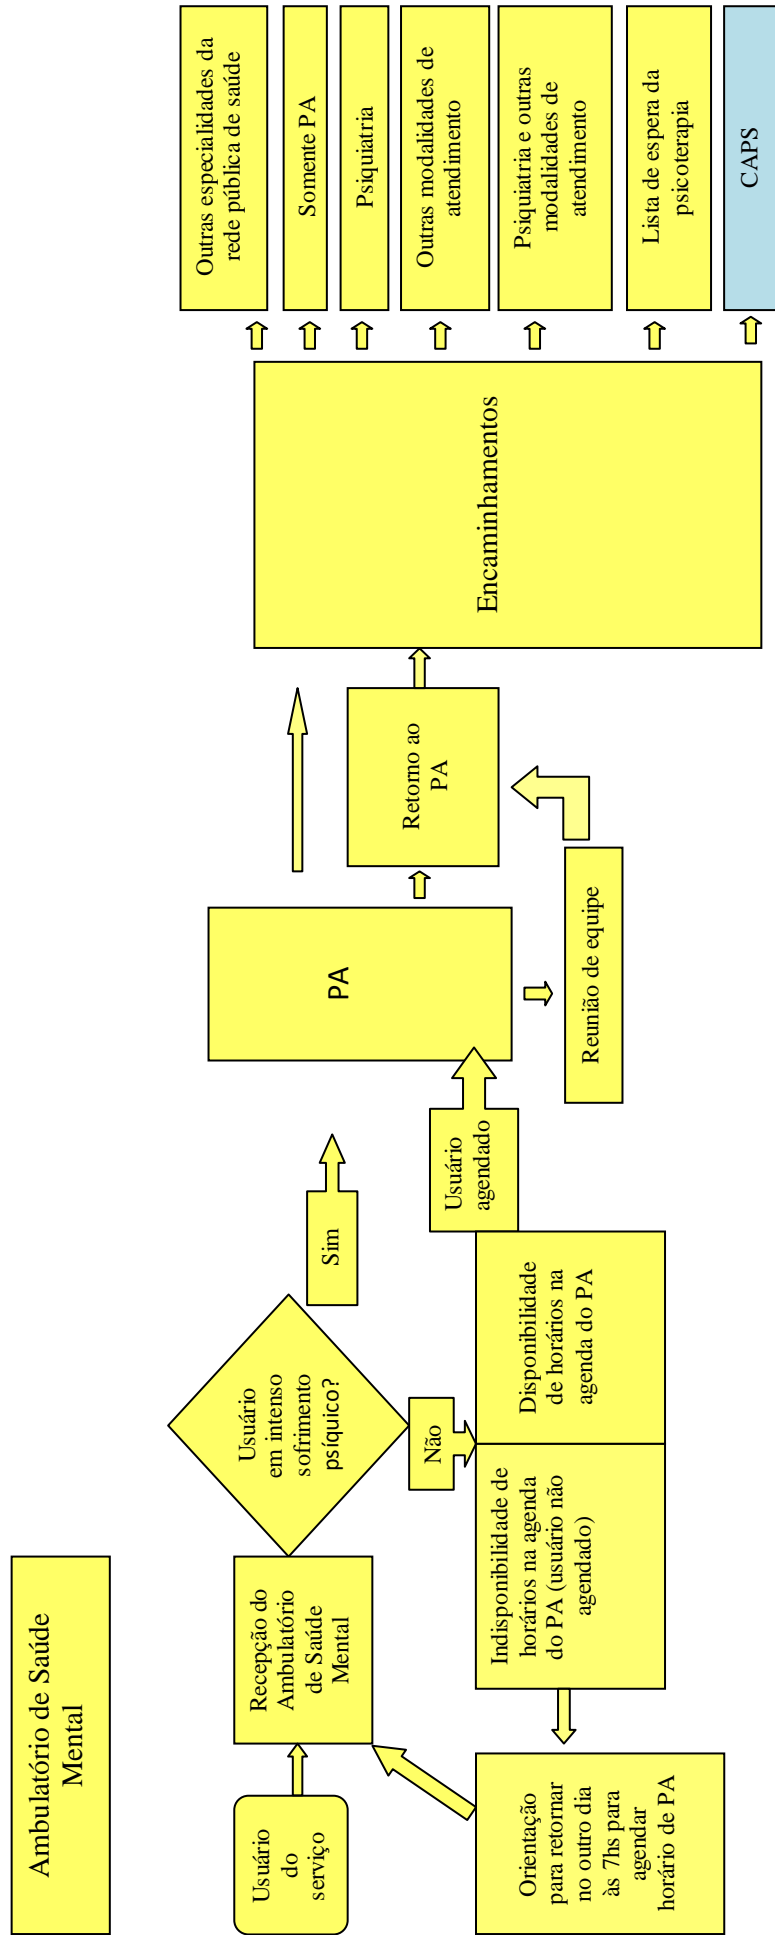 Ambulatório de Saúde
Mental
Usuário
do
serviço
Recepção do
Ambulatório
de Saúde
Mental
Usuário
em intenso
sofrimento
psíquico?
Sim
Não
Indisponibilidade de
horários na agenda
do PA (usuário não
agendado)
Disponibilidade
de horários na
agenda do PA
Orientação
para retornar
no outro dia
às 7hs para
agendar
horário de PA
Usuário
agendado
PA
Reunião de equipe
Retorno ao
PA
Encaminhamentos
Outras especialidades da
rede pública de saúde
Somente PA
Psiquiatria
Outras modalidades de
atendimento
Psiquiatria e outras
modalidades de
atendimento
Lista de espera da
psicoterapia
CAPS